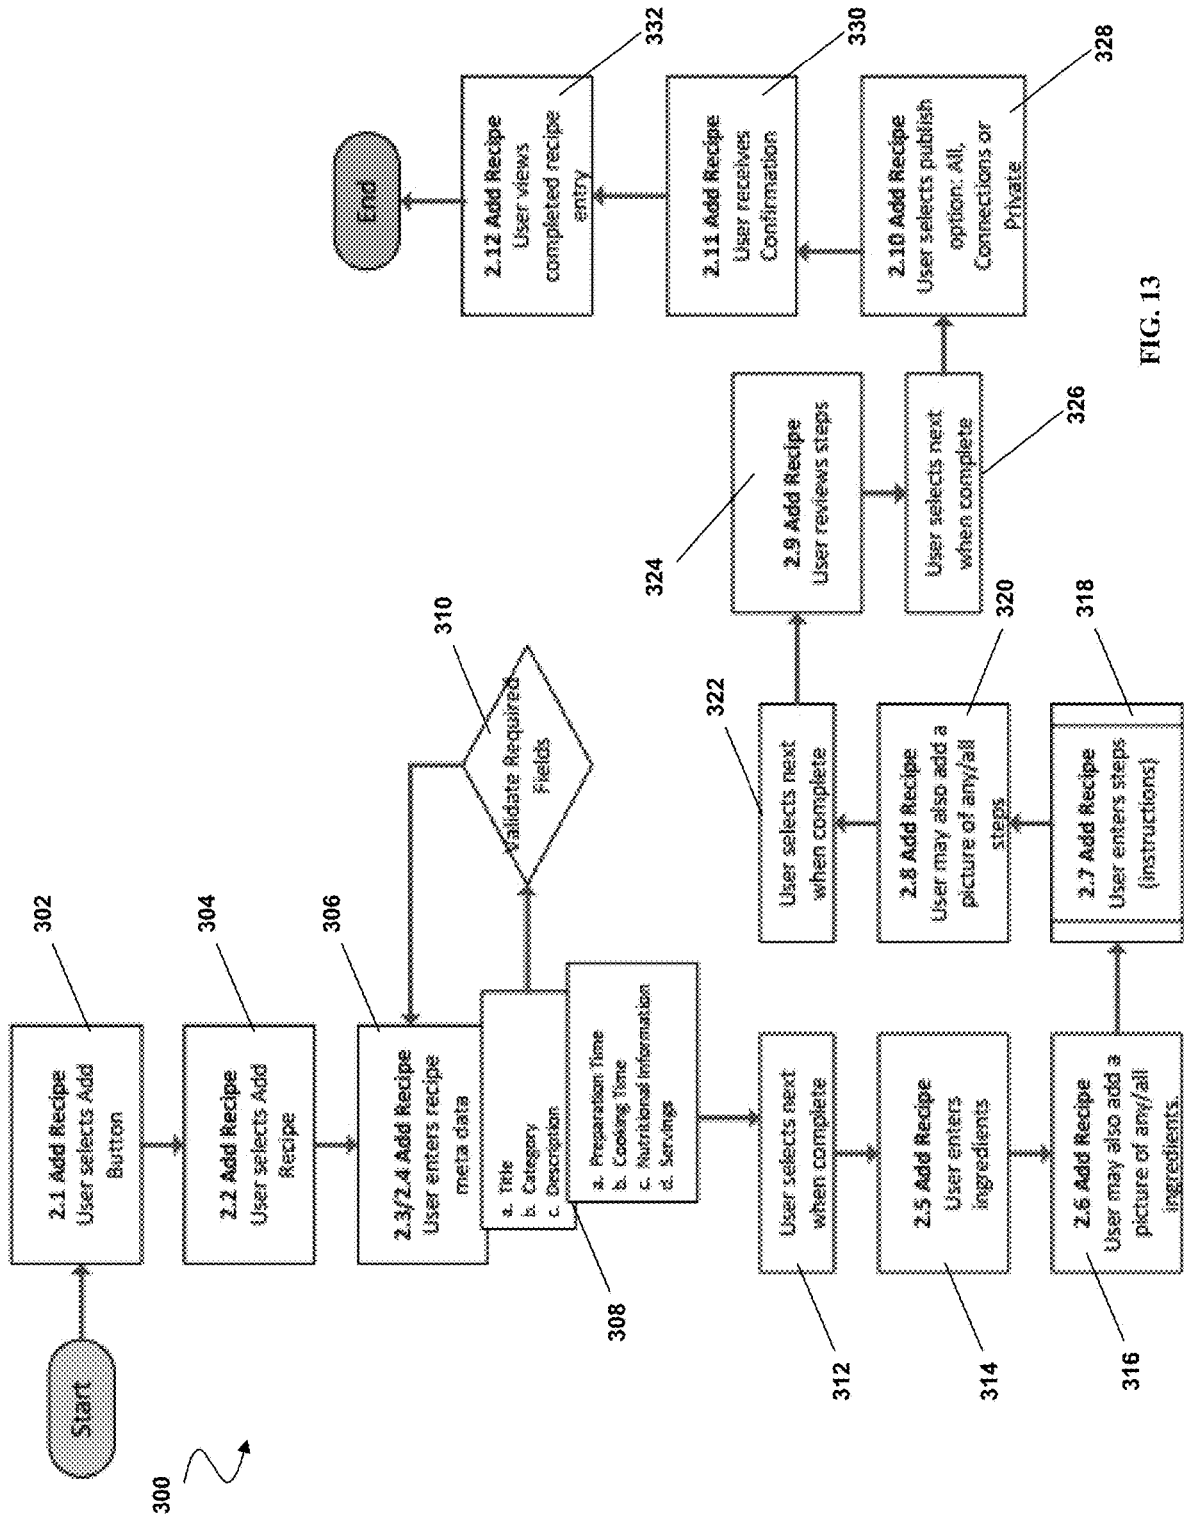 300
Start
302
2.1 Add Recipe
User selects Add
Button
304
2.2 Add Recipe
User selects Add
Recipe
306
2.3/2.4 Add Recipe
User enters recipe
meta data
a. Title
b. Category
c. Description
308
a. Preparation Time
b. Cooking Time
c. Nutritional Information
d. Servings
310
Validate Required
Fields
312
User selects next
when complete
314
2.5 Add Recipe
User enters
ingredients
316
2.6 Add Recipe
User may also add a
picture of any/all
ingredients.
318
2.7 Add Recipe
User enters steps
(instructions)
320
2.8 Add Recipe
User may also add a
picture of any/all
steps
322
User selects next
when complete
324
2.9 Add Recipe
User reviews steps
326
User selects next
when complete
328
2.10 Add Recipe
User selects publish
option: All,
Connections or
Private
330
2.11 Add Recipe
User receives
Confirmation
332
2.12 Add Recipe
User views
completed recipe
entry
End
FIG. 13